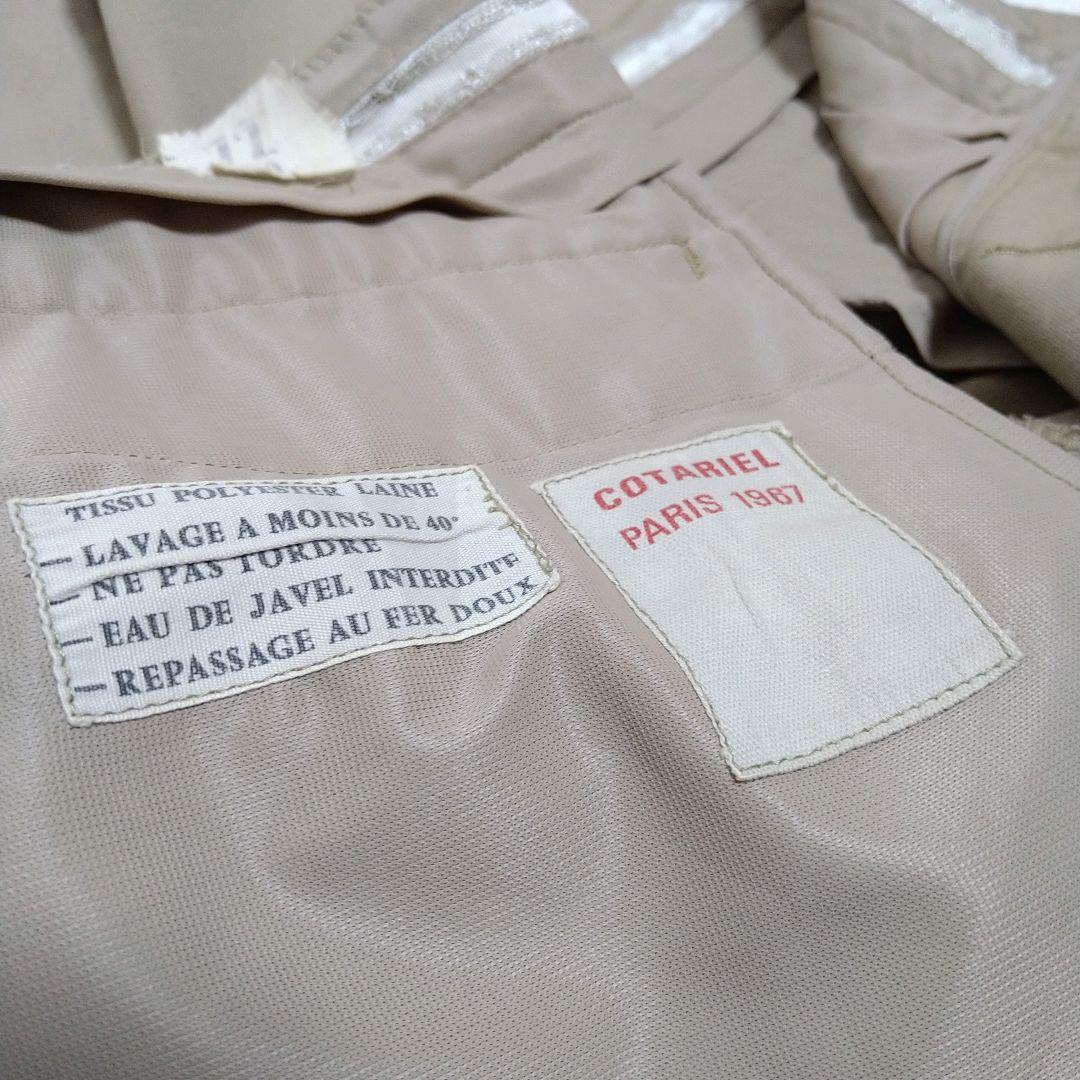 TISSU POLYESTER LAINE
— LAVAGE A MOINS DE 40°
— NE PAS TORDRE
— EAU DE JAVEL INTERDITE
— REPASSAGE AU FER DOUX
COTARIEL
PARIS 1967